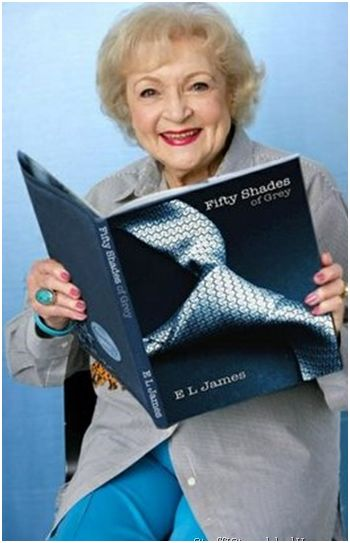 Fifty Shades
of Grey
E L James
Fifty Shades of Grey
E L James